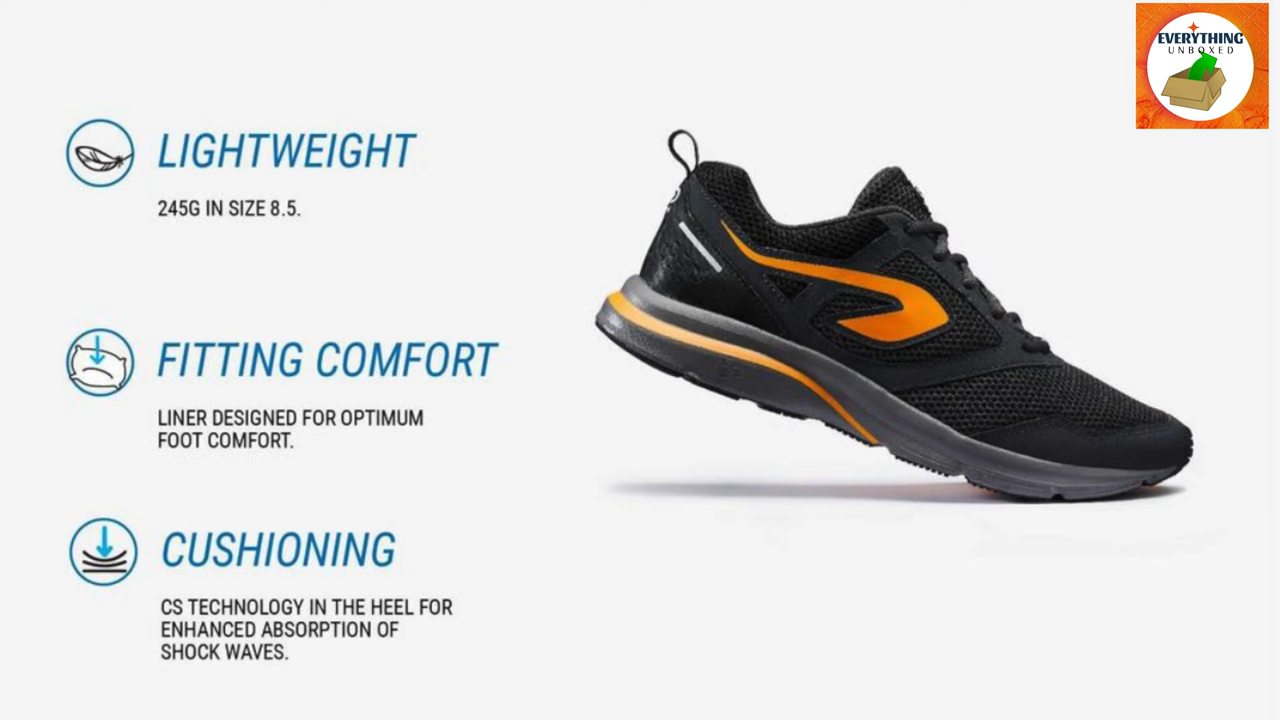 EVERYTHING
UNBOXED
LIGHTWEIGHT
245G IN SIZE 8.5.
FITTING COMFORT
LINER DESIGNED FOR OPTIMUM
FOOT COMFORT.
CUSHIONING
CS TECHNOLOGY IN THE HEEL FOR
ENHANCED ABSORPTION OF
SHOCK WAVES.